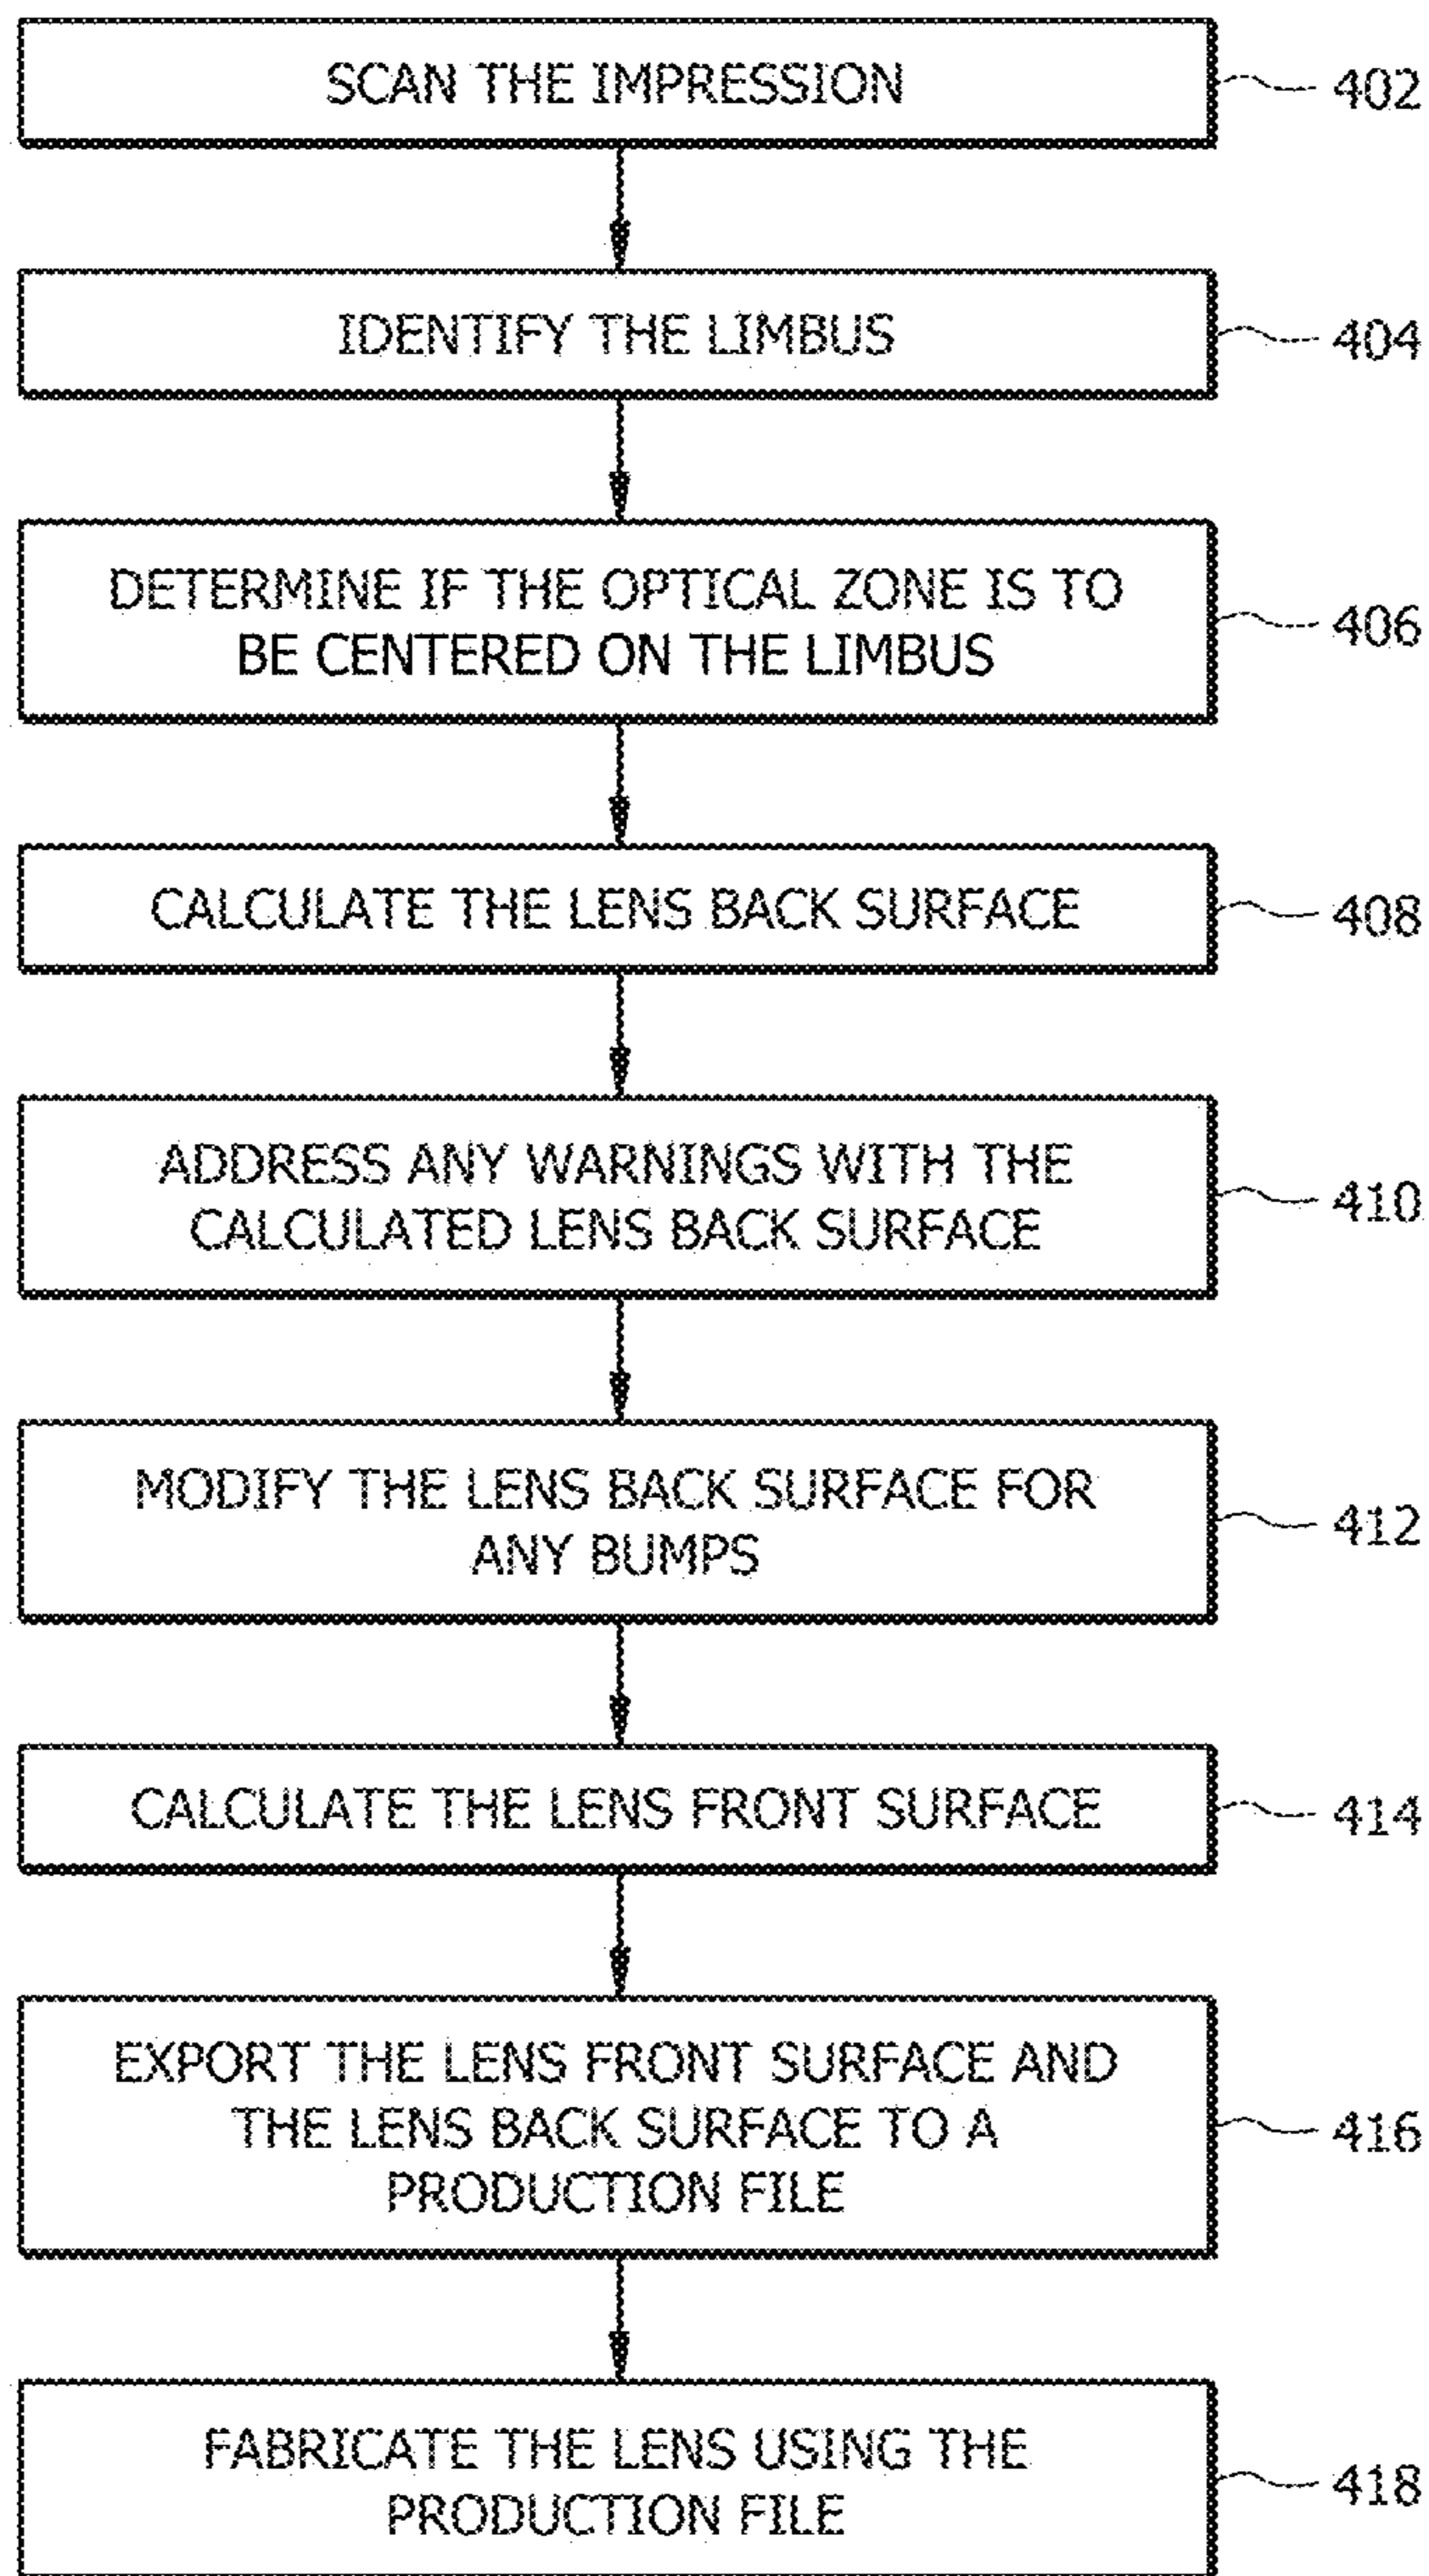 SCAN THE IMPRESSION
402
IDENTIFY THE LIMBUS
404
DETERMINE IF THE OPTICAL ZONE IS TO
BE CENTERED ON THE LIMBUS
406
CALCULATE THE LENS BACK SURFACE
408
ADDRESS ANY WARNINGS WITH THE
CALCULATED LENS BACK SURFACE
410
MODIFY THE LENS BACK SURFACE FOR
ANY BUMPS
412
CALCULATE THE LENS FRONT SURFACE
414
EXPORT THE LENS FRONT SURFACE AND
THE LENS BACK SURFACE TO A
PRODUCTION FILE
416
FABRICATE THE LENS USING THE
PRODUCTION FILE
418